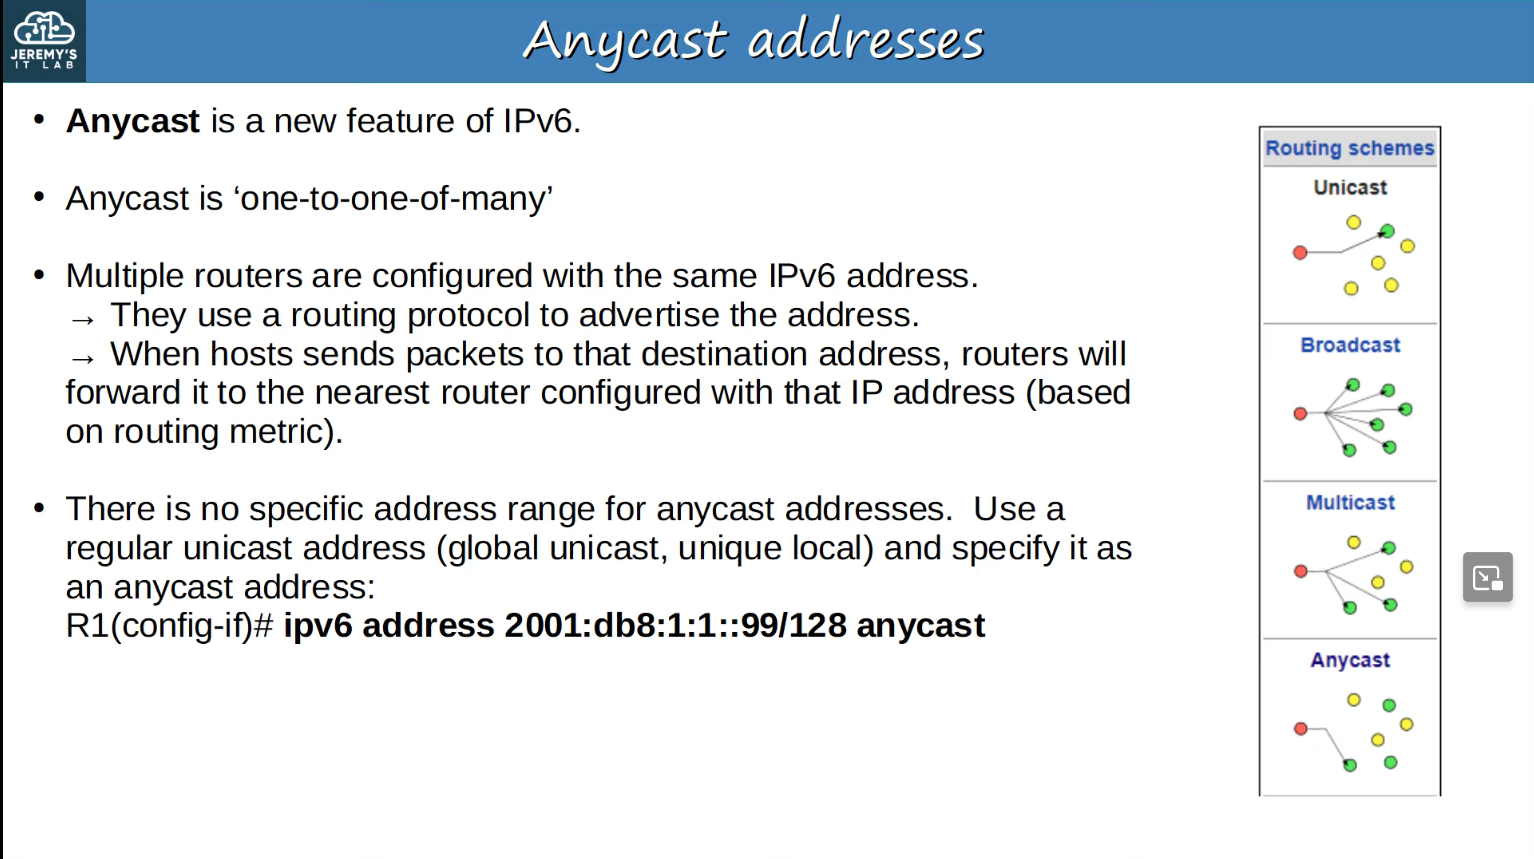 JEREMY'S
IT LAB
Anycast addresses
• Anycast is a new feature of IPv6.
• Anycast is ‘one-to-one-of-many’
• Multiple routers are configured with the same IPv6 address.
→ They use a routing protocol to advertise the address.
→ When hosts sends packets to that destination address, routers will
forward it to the nearest router configured with that IP address (based
on routing metric).
• There is no specific address range for anycast addresses.  Use a
regular unicast address (global unicast, unique local) and specify it as
an anycast address:
R1(config-if)# ipv6 address 2001:db8:1:1::99/128 anycast
Routing schemes
Unicast
Broadcast
Multicast
Anycast